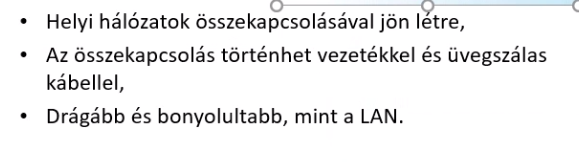 • Helyi hálózatok összekapcsolásával jön létre,
• Az összekapcsolás történhet vezetékkel és üvegszálas
kábellel,
• Drágább és bonyolultabb, mint a LAN.